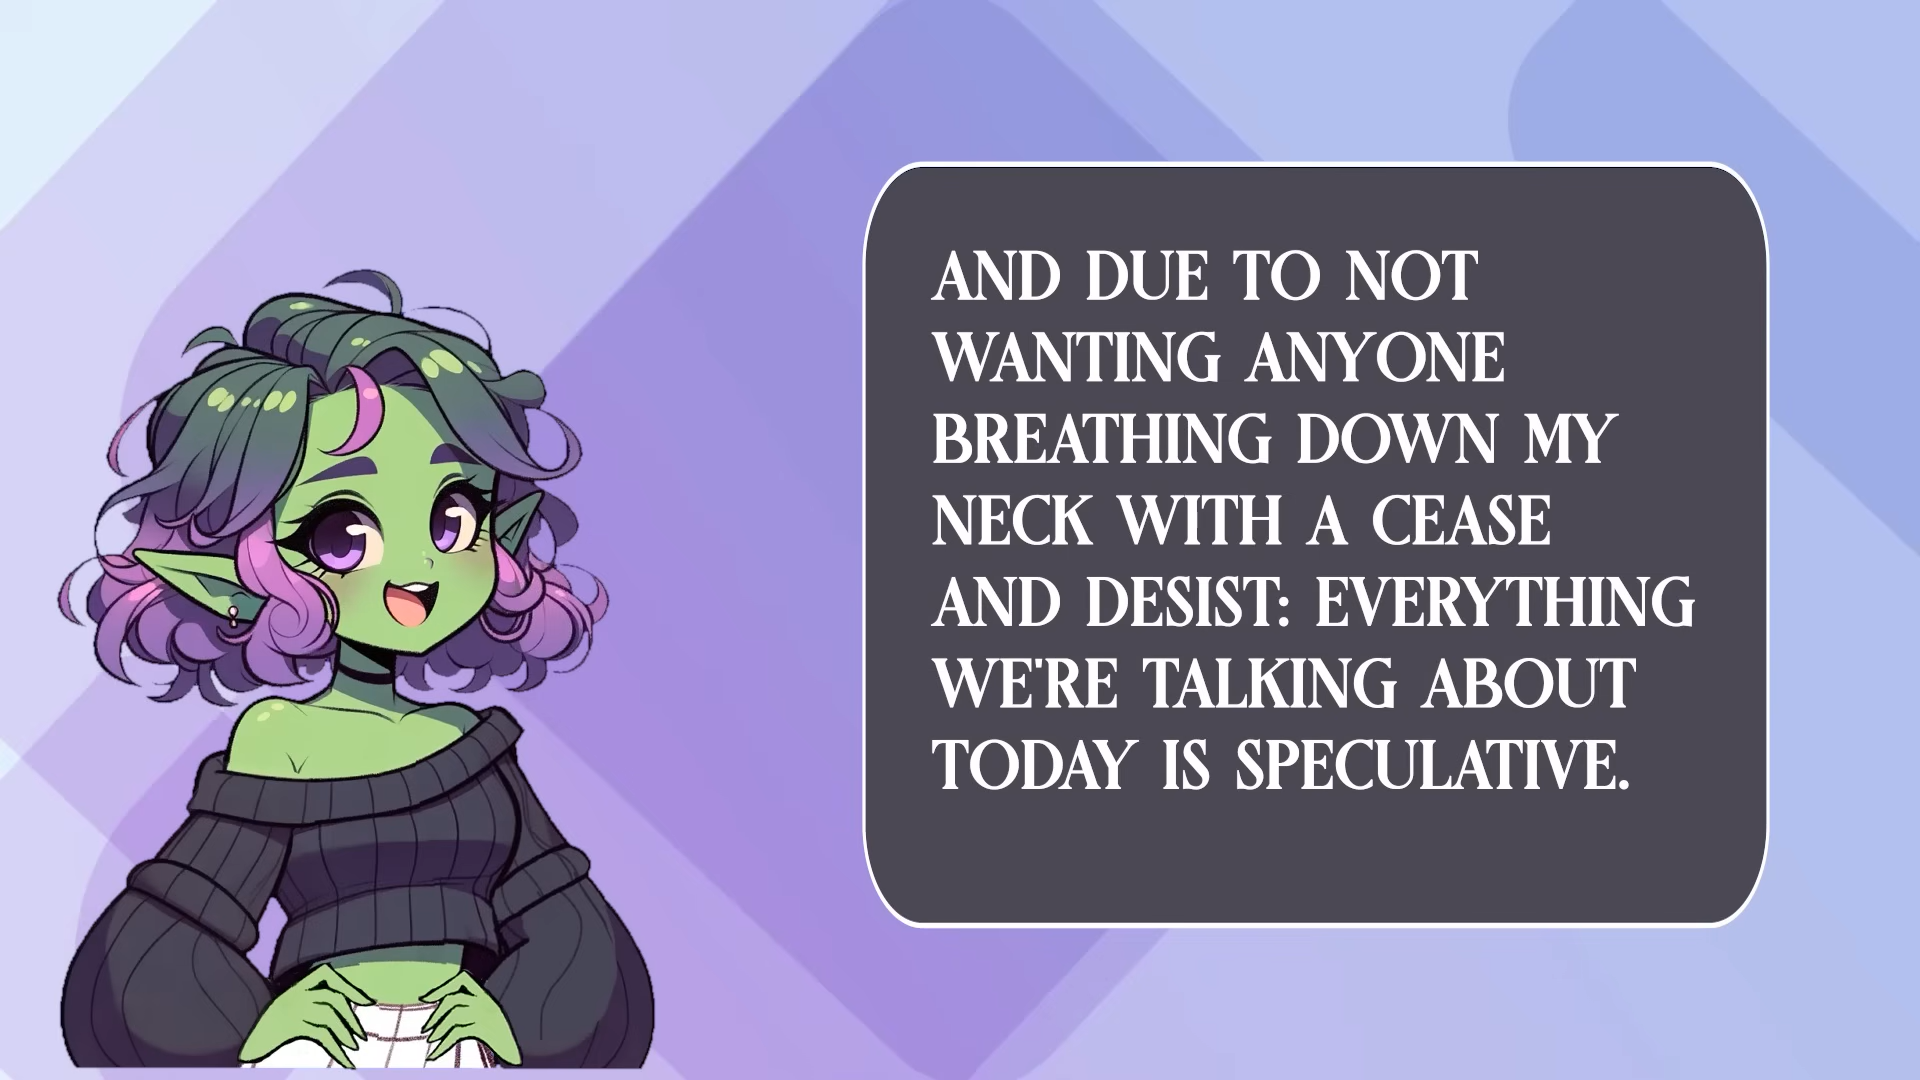 AND DUE TO NOT
WANTING ANYONE
BREATHING DOWN MY
NECK WITH A CEASE
AND DESIST: EVERYTHING
WE'RE TALKING ABOUT
TODAY IS SPECULATIVE.